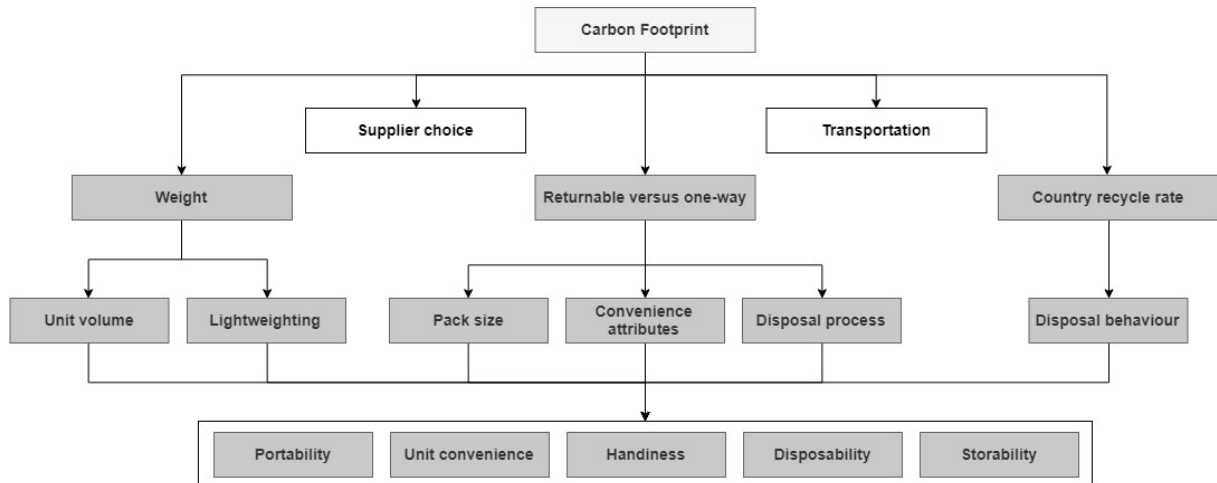 Carbon Footprint
Supplier choice
Transportation
Weight
Returnable versus one-way
Country recycle rate
Unit volume
Lightweighting
Pack size
Convenience
attributes
Disposal process
Disposal behaviour
Portability
Unit convenience
Handiness
Disposability
Storability